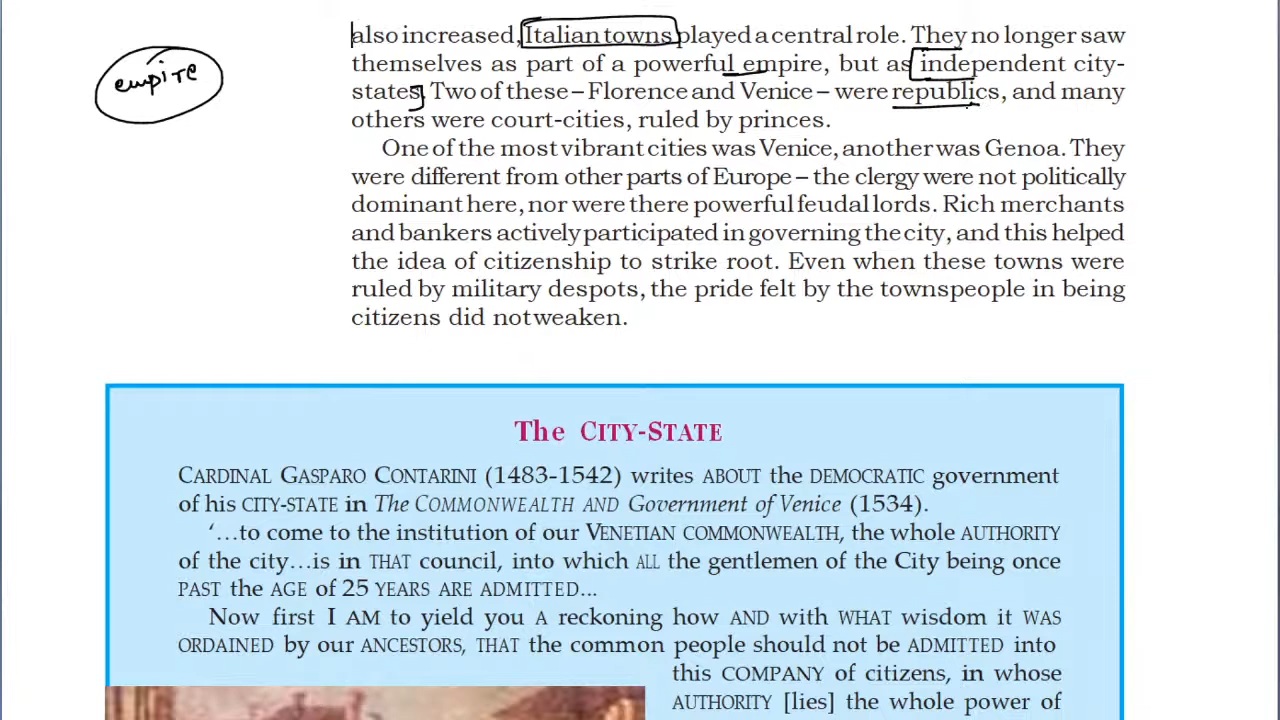 also increased, Italian towns played a central role. They no longer saw
empire
themselves as part of a powerful empire, but as independent city-
states. Two of these – Florence and Venice – were republics, and many
others were court-cities, ruled by princes.
One of the most vibrant cities was Venice, another was Genoa. They
were different from other parts of Europe – the clergy were not politically
dominant here, nor were there powerful feudal lords. Rich merchants
and bankers actively participated in governing the city, and this helped
the idea of citizenship to strike root. Even when these towns were
ruled by military despots, the pride felt by the townspeople in being
citizens did not weaken.
The CITY-STATE
CARDINAL GASPARO CONTARINI (1483-1542) writes ABOUT the DEMOCRATIC government
of his CITY-STATE in The COMMONWEALTH AND Government of Venice (1534).
‘...to come to the institution of our VENETIAN COMMONWEALTH, the whole AUTHORITY
of the city...is in THAT council, into which ALL the gentlemen of the City being once
PAST the AGE of 25 YEARS ARE ADMITTED...
Now first I AM to yield you A reckoning how AND with WHAT wisdom it WAS
ORDAINED by our ANCESTORS, THAT the common people should not be ADMITTED into
this COMPANY of citizens, in whose
AUTHORITY [lies] the whole power of